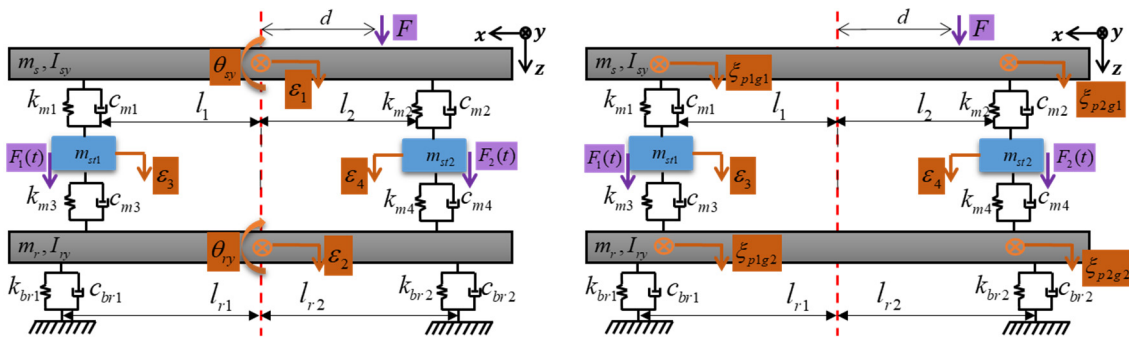 d F x y z
m_s, I_sy θ_sy ε_1
k_m1 c_m1 l_1 l_2 k_m2 c_m2
F_1(t) m_st1 ε_3 ε_4 m_st2 F_2(t)
k_m3 c_m3 k_m4 c_m4
m_r, I_ry θ_ry ε_2
k_br1 c_br1 l_r1 l_r2 k_br2 c_br2
d F x y z
m_s, I_sy ξ_p1g1 ξ_p2g1
k_m1 c_m1 l_1 l_2 k_m2 c_m2
F_1(t) m_st1 ε_3 ε_4 m_st2 F_2(t)
k_m3 c_m3 k_m4 c_m4
m_r, I_ry ξ_p1g2 ξ_p2g2
k_br1 c_br1 l_r1 l_r2 k_br2 c_br2